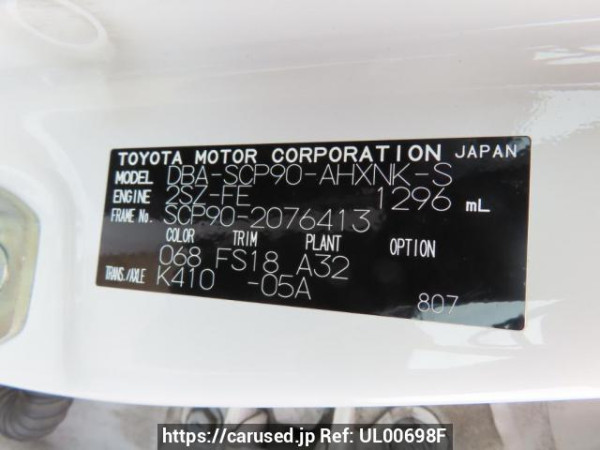 TOYOTA MOTOR CORPORATION JAPAN
MODEL DBA-SCP90-AHXNK-S
ENGINE 2SZ-FE 1296 mL
FRAME No. SCP90-2076413
COLOR TRIM PLANT OPTION
068 FS18 A32
TRANS./AXLE K410 -05A
807
https://carused.jp Ref: UL00698F